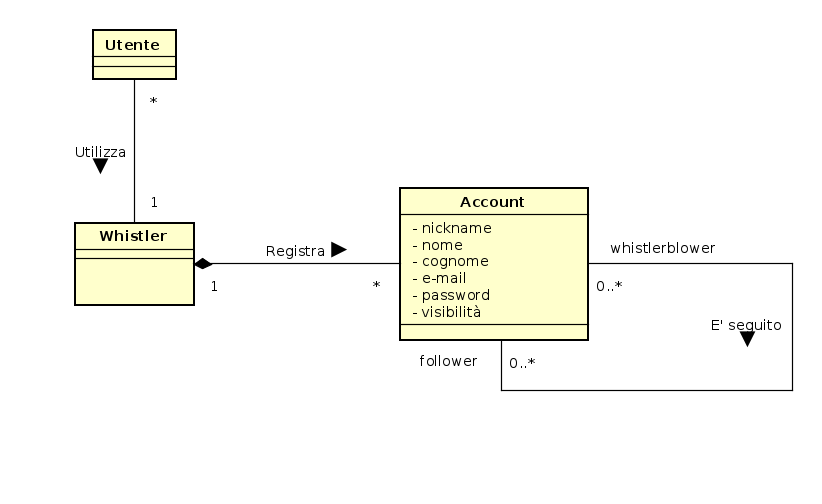 Utente
*
Utilizza
1
Whistler
Registra
1
*
Account
- nickname
- nome
- cognome
- e-mail
- password
- visibilità
whistlerblower
0..*
E' seguito
follower
0..*